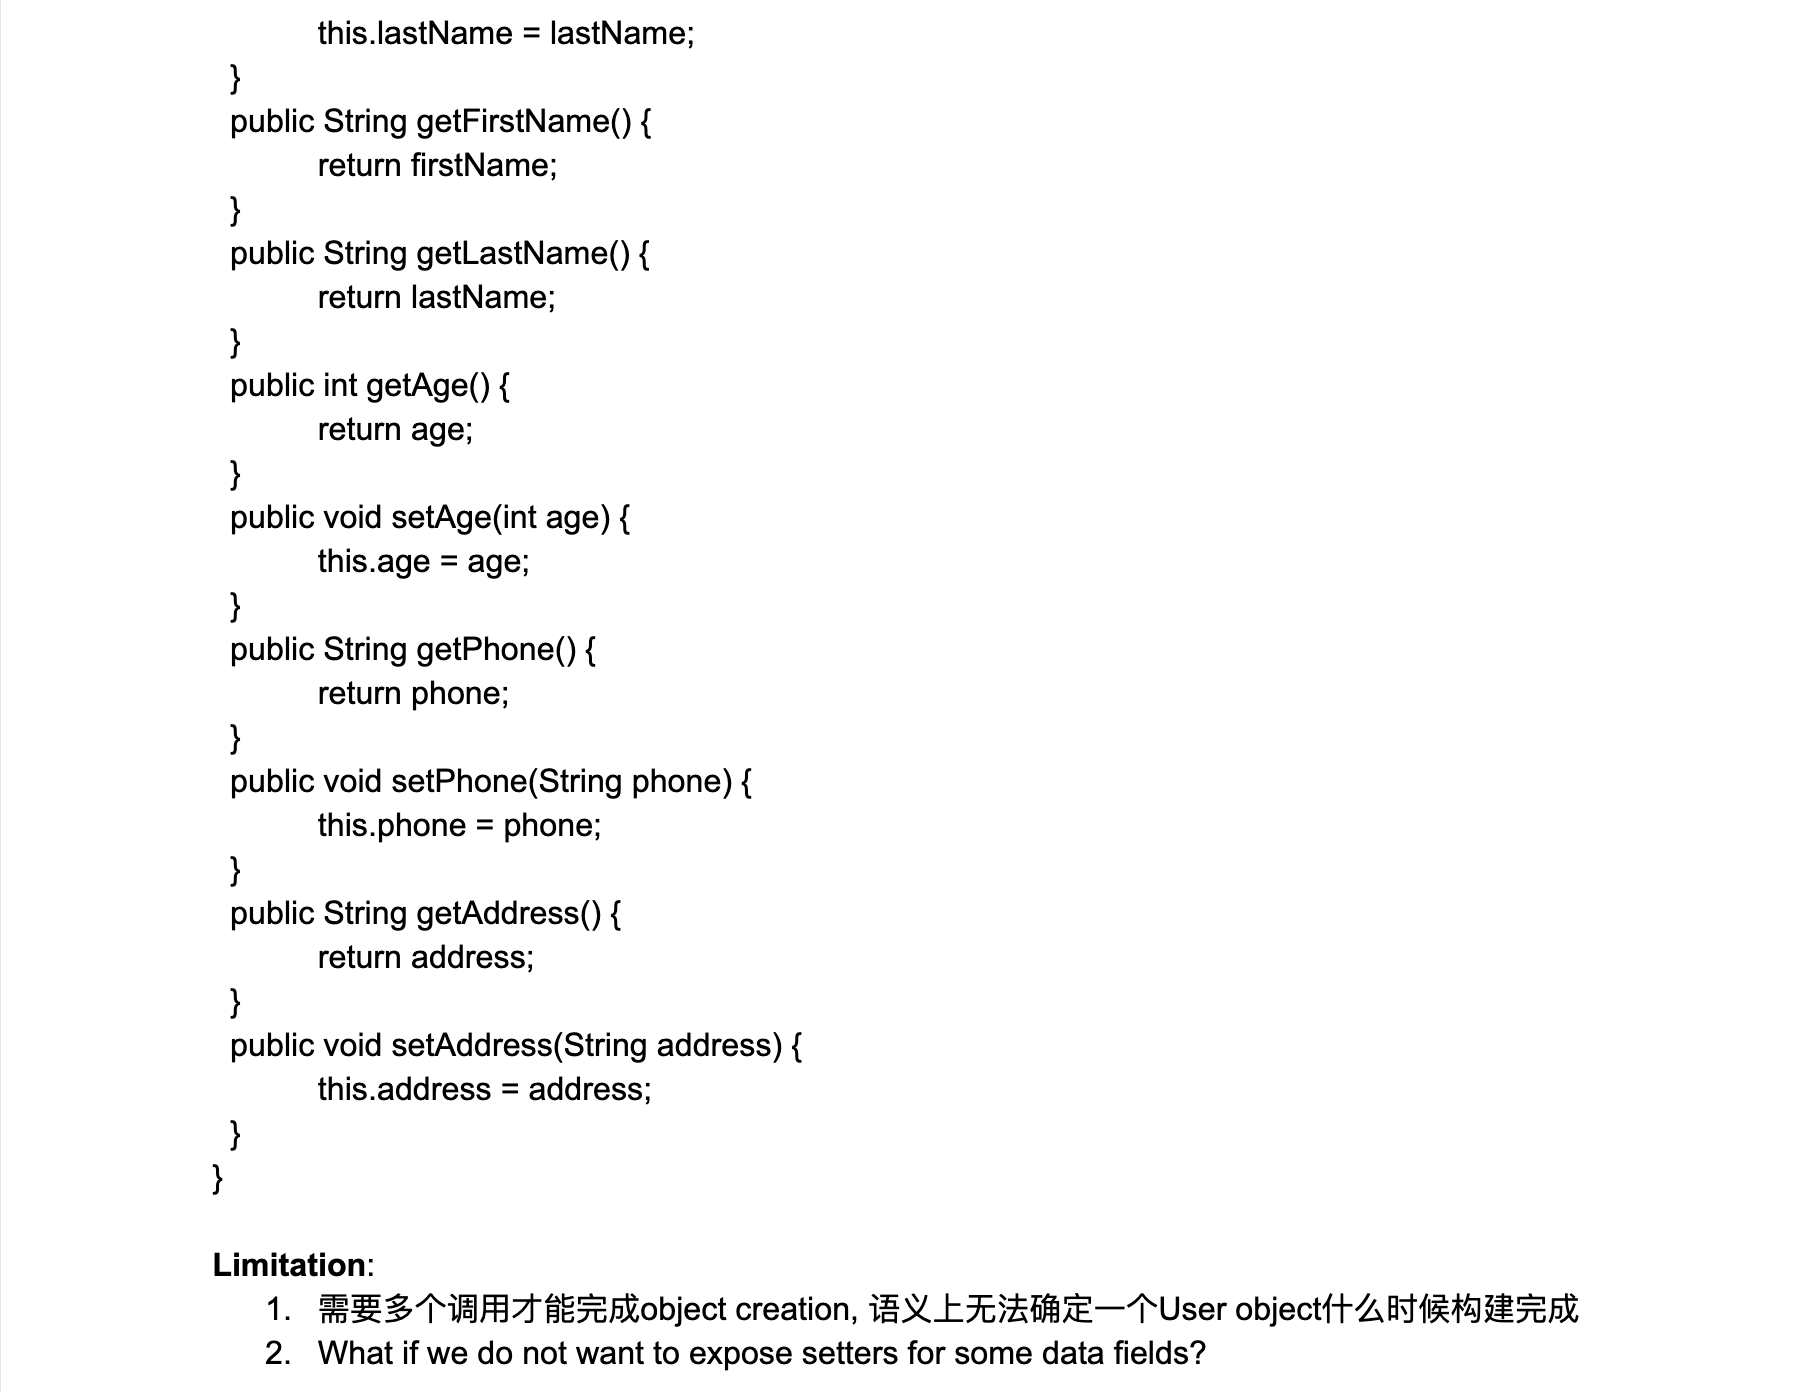 this.lastName = lastName;
}
public String getFirstName() {
return firstName;
}
public String getLastName() {
return lastName;
}
public int getAge() {
return age;
}
public void setAge(int age) {
this.age = age;
}
public String getPhone() {
return phone;
}
public void setPhone(String phone) {
this.phone = phone;
}
public String getAddress() {
return address;
}
public void setAddress(String address) {
this.address = address;
}
}
Limitation:
1. 需要多个调用才能完成object creation, 语义上无法确定一个User object什么时候构建完成
2. What if we do not want to expose setters for some data fields?